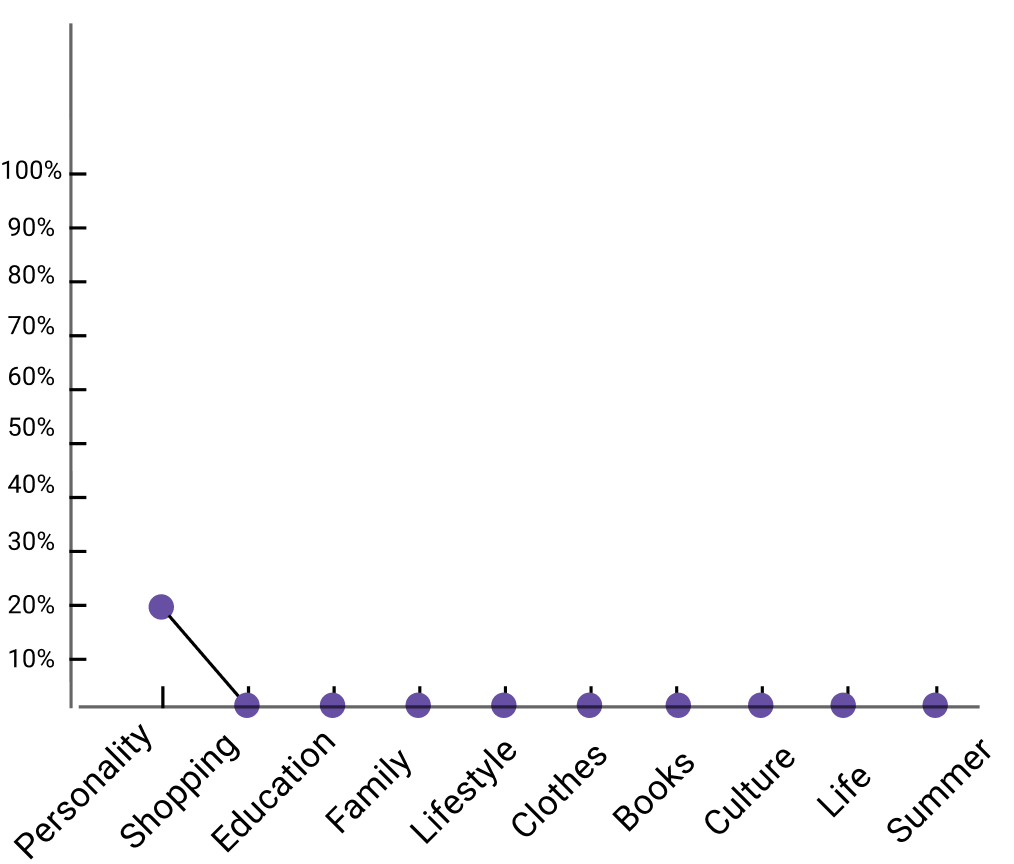 100%
90%
80%
70%
60%
50%
40%
30%
20%
10%
Personality
Shopping
Education
Family
Lifestyle
Clothes
Books
Culture
Life
Summer